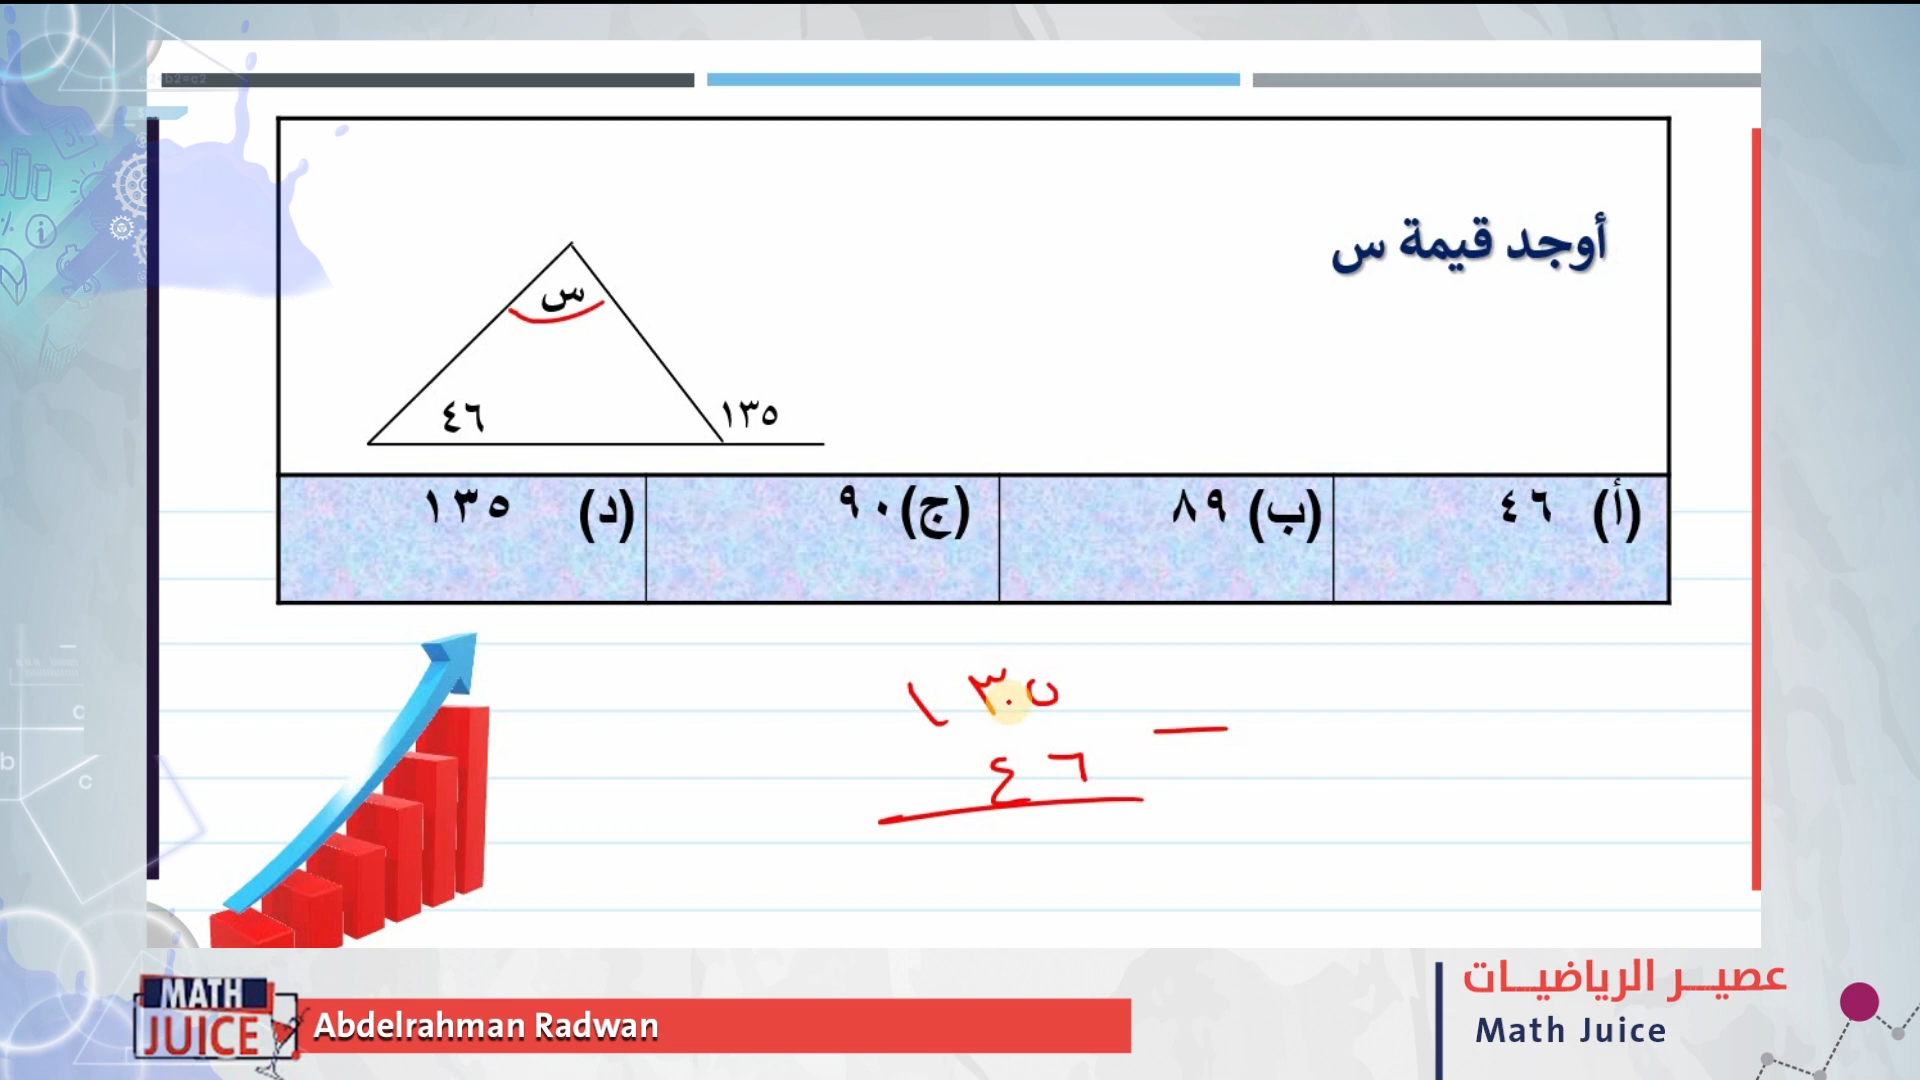 أوجد قيمة س
س
٤٦
١٣٥
(أ) ٤٦
(ب) ٨٩
(ج) ٩٠
(د) ١٣٥
١٣٥
—
٤٦
MATH JUICE
Abdelrahman Radwan
عصير الرياضيات
Math Juice